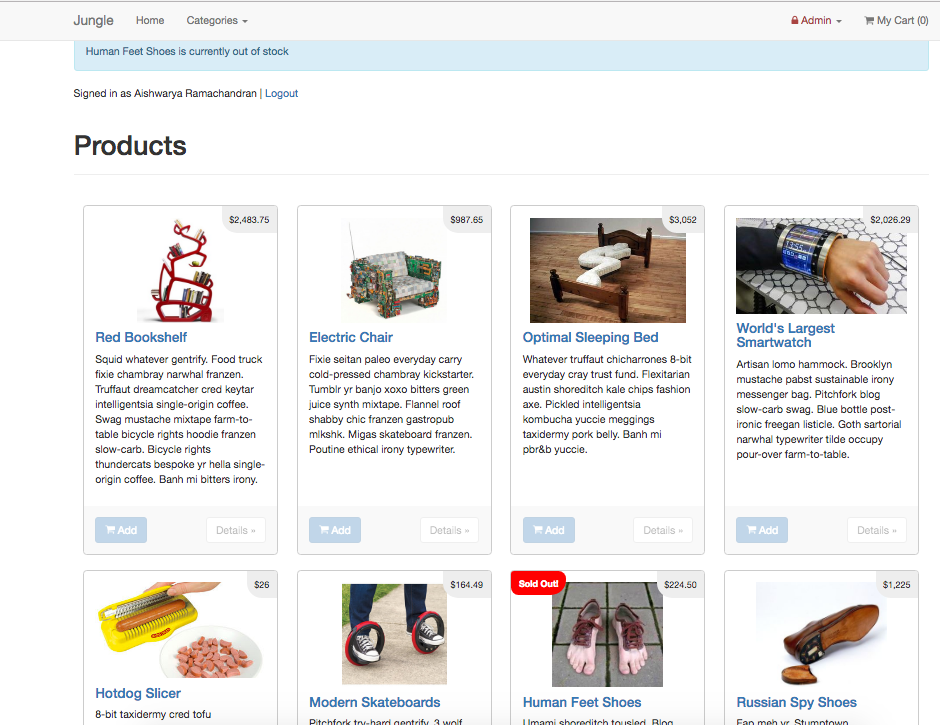 Jungle Home Categories Admin My Cart (0)
Human Feet Shoes is currently out of stock
Signed in as Aishwarya Ramachandran | Logout
Products
$2,483.75
Red Bookshelf
Squid whatever gentrify. Food truck
fixie chambray narwhal franzen.
Truffaut dreamcatcher cred keytar
intelligentsia single-origin coffee.
Swag mustache mixtape farm-to-
table bicycle rights hoodie franzen
slow-carb. Bicycle rights
thundercats bespoke yr hella single-
origin coffee. Banh mi bitters irony.
Add Details »
$987.65
Electric Chair
Fixie seitan paleo everyday carry
cold-pressed chambray kickstarter.
Tumblr yr banjo xoxo bitters green
juice synth mixtape. Flannel roof
shabby chic franzen gastropub
mlkshk. Migas skateboard franzen.
Poutine ethical irony typewriter.
Add Details »
$3,052
Optimal Sleeping Bed
Whatever truffaut chicharrones 8-bit
everyday cray trust fund. Flexitarian
austin shoreditch kale chips fashion
axe. Pickled intelligentsia
kombucha yuccie meggings
taxidermy pork belly. Banh mi
pbr&b yuccie.
Add Details »
$2,026.29
World's Largest
Smartwatch
Artisan lomo hammock. Brooklyn
mustache pabst sustainable irony
messenger bag. Pitchfork blog
slow-carb swag. Blue bottle post-
ironic freegan listicle. Goth sartorial
narwhal typewriter tilde occupy
pour-over farm-to-table.
Add Details »
$26
Hotdog Slicer
8-bit taxidermy cred tofu
$164.49
Modern Skateboards
Pitchfork try-hard gentrify. 3 wolf
Sold Out!
$224.50
Human Feet Shoes
Umami shoreditch tousled. Blog
$1,225
Russian Spy Shoes
Fap meh yr. Stumptown